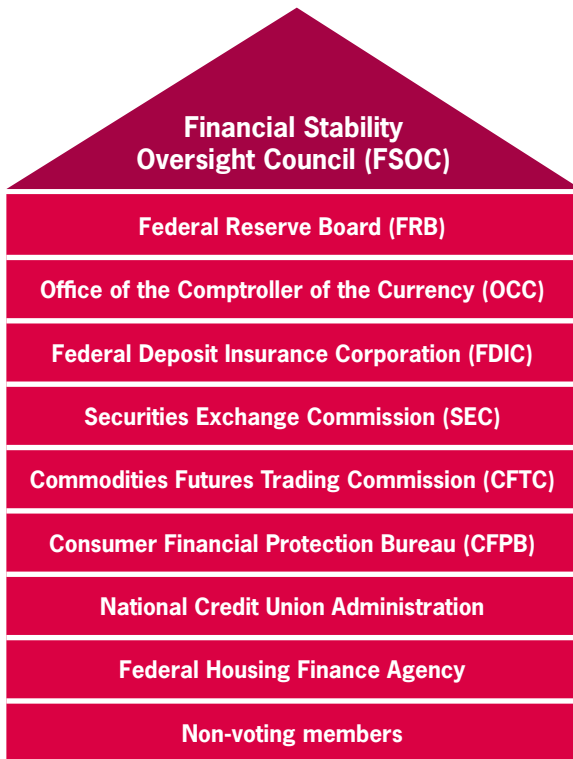 Financial Stability
Oversight Council (FSOC)
Federal Reserve Board (FRB)
Office of the Comptroller of the Currency (OCC)
Federal Deposit Insurance Corporation (FDIC)
Securities Exchange Commission (SEC)
Commodities Futures Trading Commission (CFTC)
Consumer Financial Protection Bureau (CFPB)
National Credit Union Administration
Federal Housing Finance Agency
Non-voting members